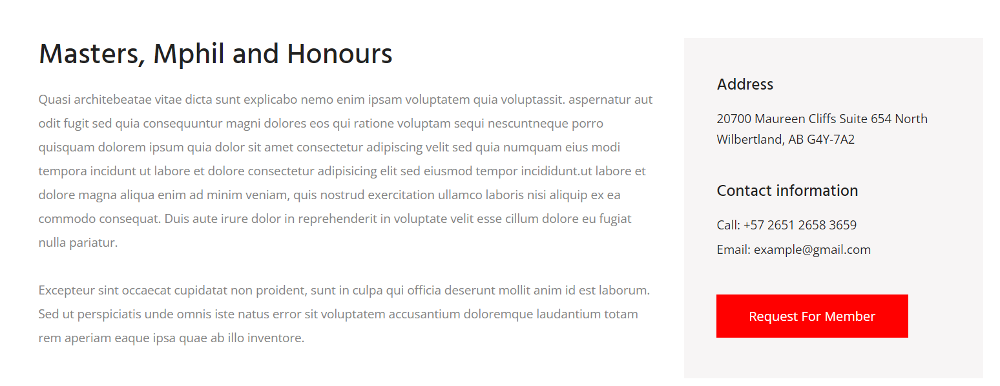 Masters, Mphil and Honours
Quasi architebeatae vitae dicta sunt explicabo nemo enim ipsam voluptatem quia voluptassit. aspernatur aut
odit fugit sed quia consequuntur magni dolores eos qui ratione voluptam sequi nescuntneque porro
quisquam dolorem ipsum quia dolor sit amet consectetur adipiscing velit sed quia numquam eius modi
tempora incidunt ut labore et dolore consectetur adipisicing elit sed eiusmod tempor incididunt.ut labore et
dolore magna aliqua enim ad minim veniam, quis nostrud exercitation ullamco laboris nisi aliquip ex ea
commodo consequat. Duis aute irure dolor in reprehenderit in voluptate velit esse cillum dolore eu fugiat
nulla pariatur.
Excepteur sint occaecat cupidatat non proident, sunt in culpa qui officia deserunt mollit anim id est laborum.
Sed ut perspiciatis unde omnis iste natus error sit voluptatem accusantium doloremque laudantium totam
rem aperiam eaque ipsa quae ab illo inventore.
Address
20700 Maureen Cliffs Suite 654 North
Wilbertland, AB G4Y-7A2
Contact information
Call: +57 2651 2658 3659
Email: example@gmail.com
Request For Member